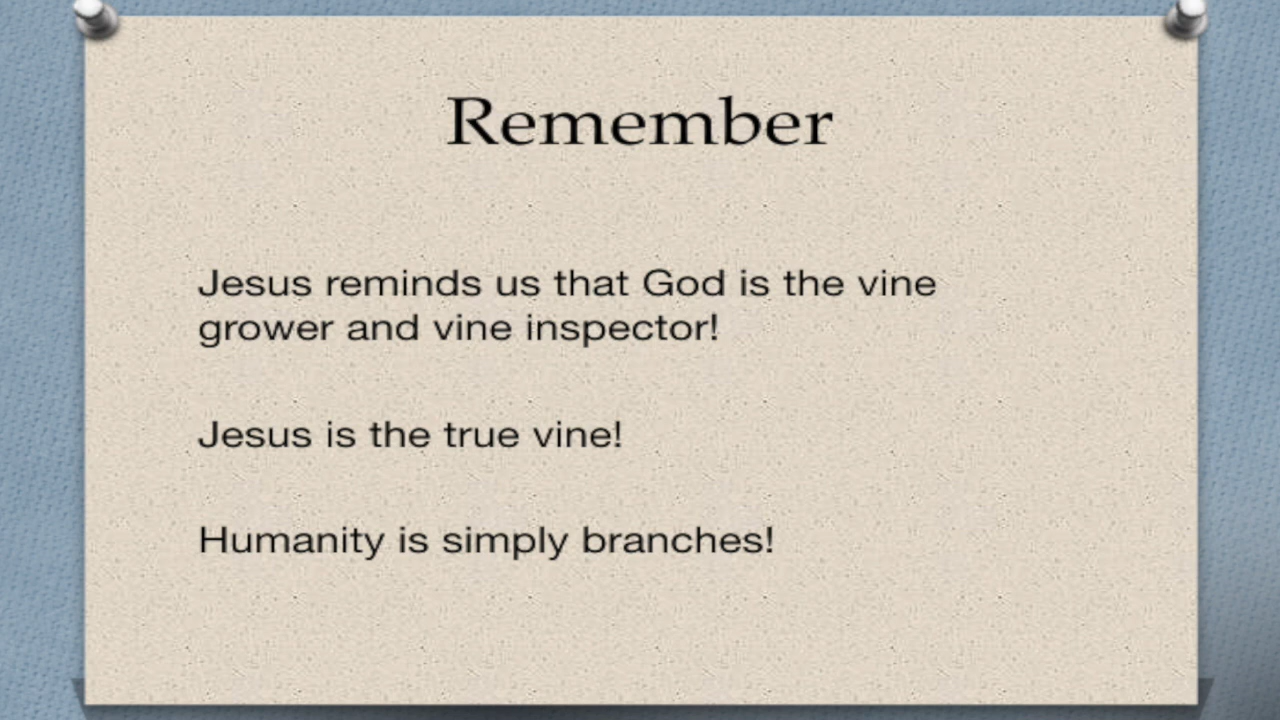 Remember
Jesus reminds us that God is the vine
grower and vine inspector!
Jesus is the true vine!
Humanity is simply branches!